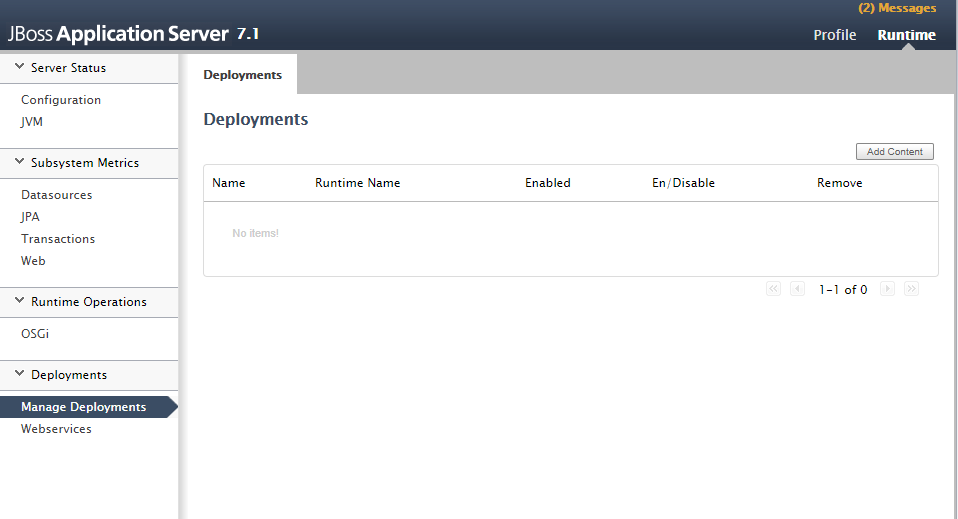 (2) Messages
JBoss Application Server 7.1
Profile Runtime
Server Status
Configuration
JVM
Subsystem Metrics
Datasources
JPA
Transactions
Web
Runtime Operations
OSGi
Deployments
Manage Deployments
Webservices
Deployments
Deployments
Add Content
Name Runtime Name Enabled En/Disable Remove
No items!
1-1 of 0